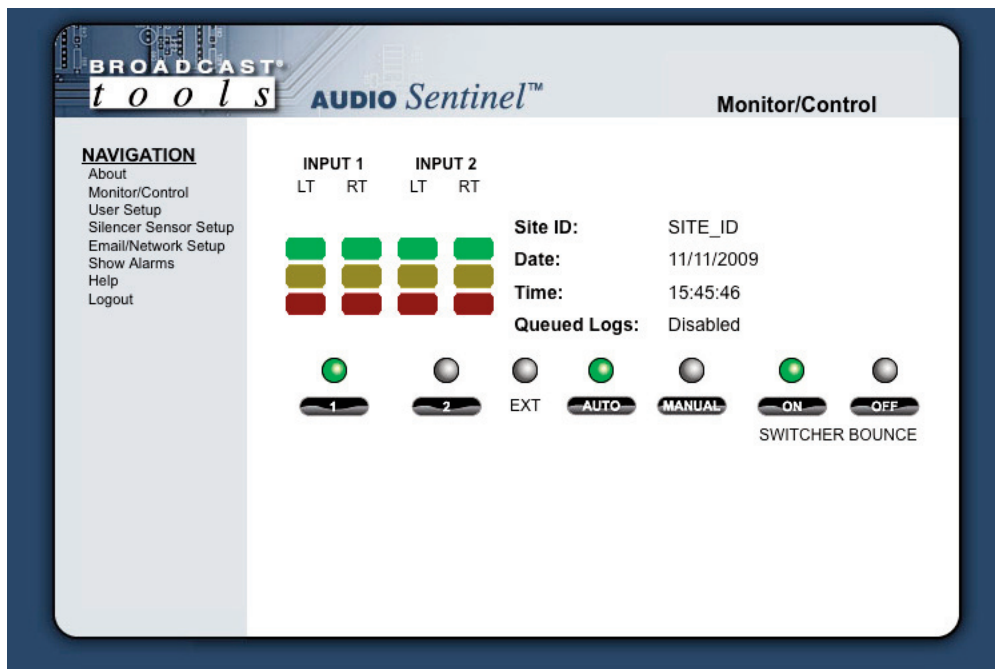 BROADCAST®
tools
AUDIO Sentinel™
Monitor/Control
NAVIGATION
About
Monitor/Control
User Setup
Silencer Sensor Setup
Email/Network Setup
Show Alarms
Help
Logout
INPUT 1 INPUT 2
LT RT LT RT
Site ID: SITE_ID
Date: 11/11/2009
Time: 15:45:46
Queued Logs: Disabled
1 2 EXT AUTO MANUAL ON OFF
SWITCHER BOUNCE